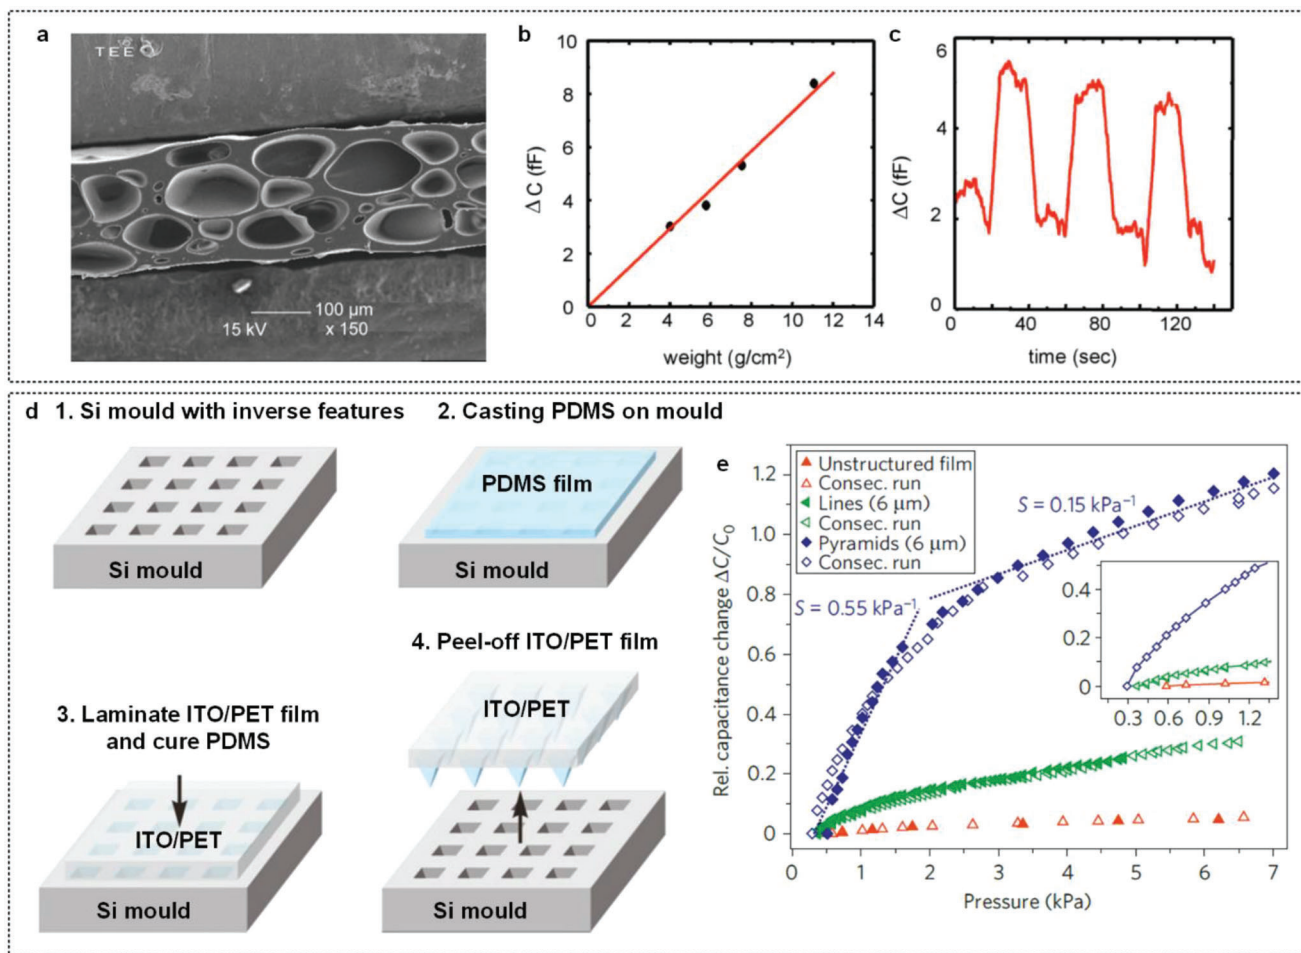 a
TEE
100 µm
15 kV
x 150
b
10
8
6
4
2
0
Δ C (fF)
0 2 4 6 8 10 12 14
weight (g/cm²)
c
6
4
2
0
ΔC (fF)
0 40 80 120
time (sec)
d 1. Si mould with inverse features
2. Casting PDMS on mould
Si mould
PDMS film
Si mould
3. Laminate ITO/PET film
and cure PDMS
ITO/PET
Si mould
4. Peel-off ITO/PET film
ITO/PET
Si mould
e
Unstructured film
Consec. run
Lines (6 µm)
Consec. run
Pyramids (6 µm)
Consec. run
S = 0.15 kPa⁻¹
S = 0.55 kPa⁻¹
1.2
1.0
0.8
0.6
0.4
0.2
0
Rel. capacitance change ΔC/C₀
0 1 2 3 4 5 6 7
Pressure (kPa)
0.4
0.2
0
0.3 0.6 0.9 1.2